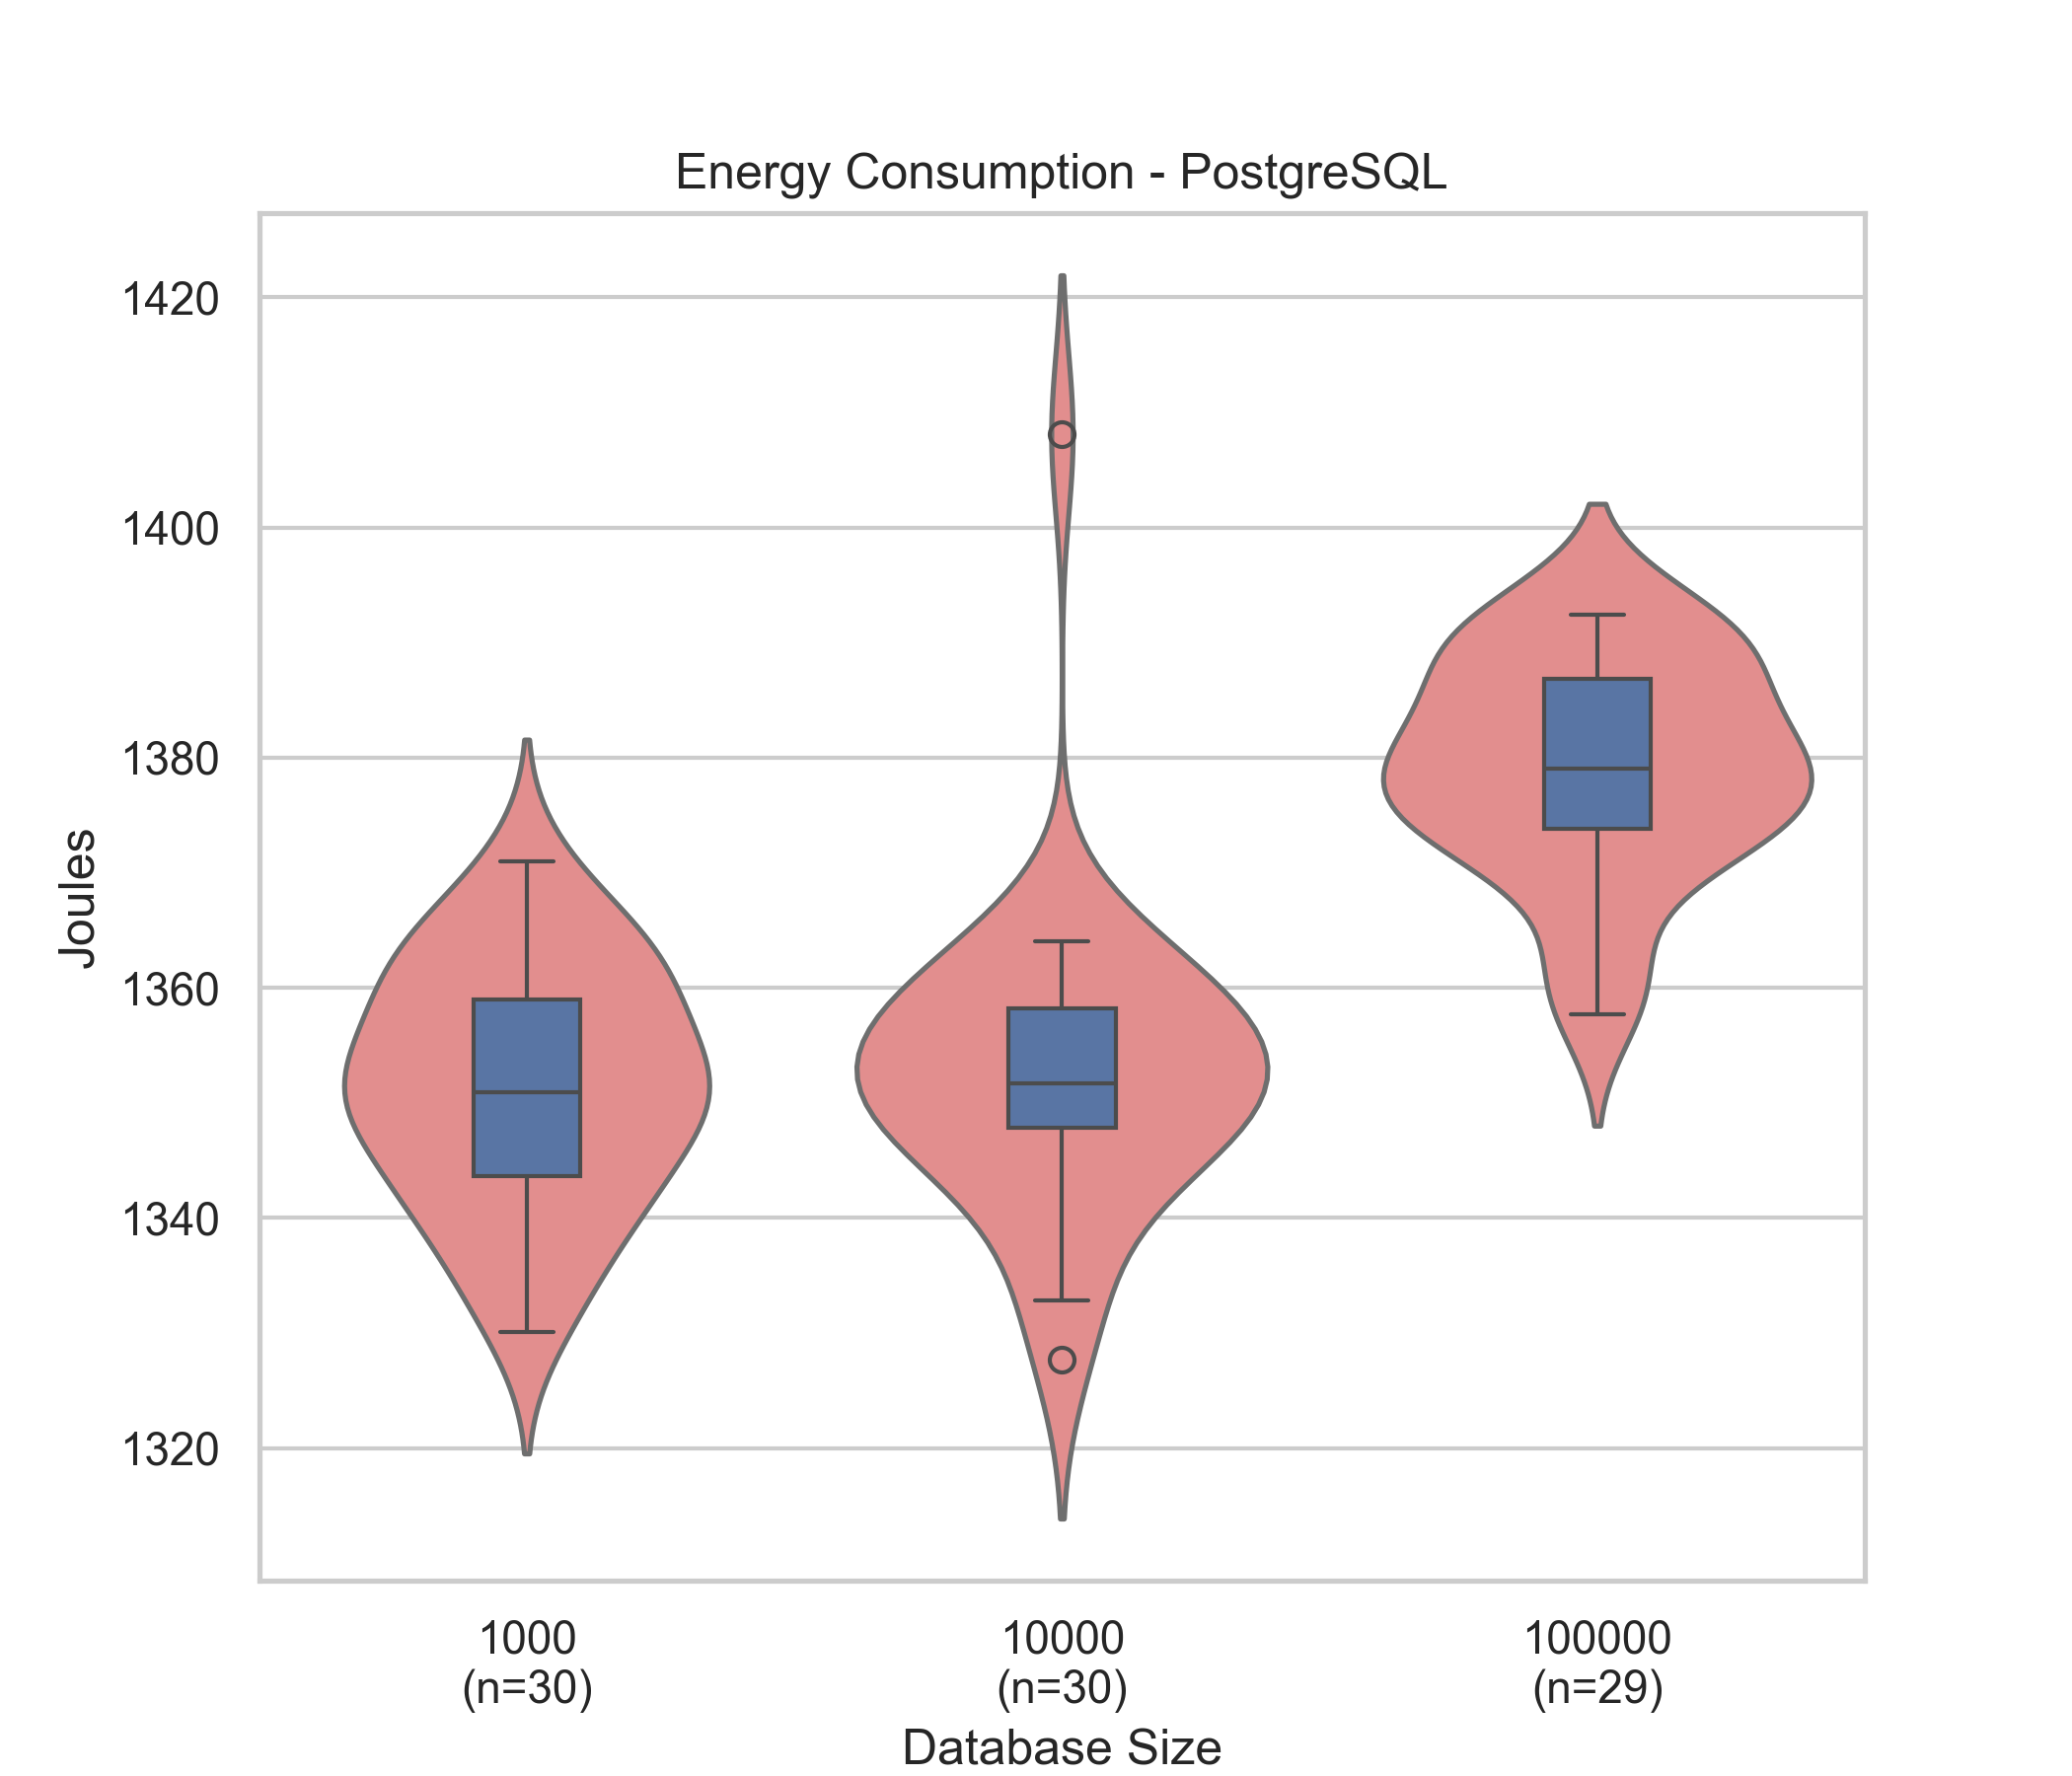 Energy Consumption - PostgreSQL
1420
1400
1380
1360
1340
1320
Joules
1000
(n=30)
10000
(n=30)
100000
(n=29)
Database Size